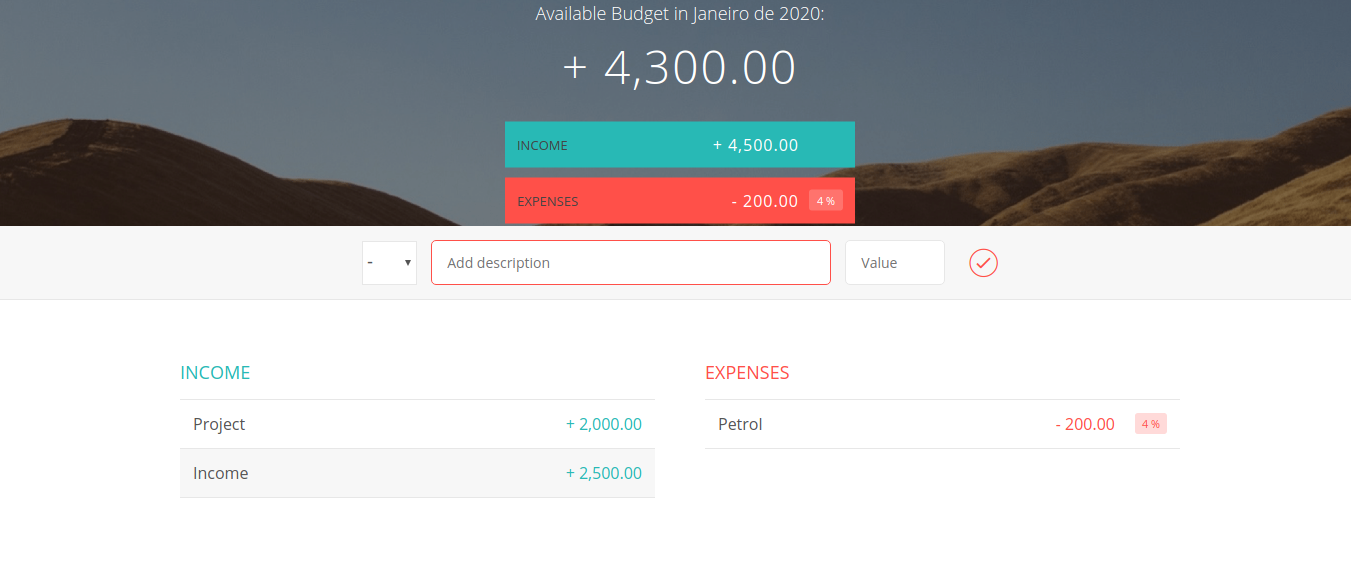 Available Budget in Janeiro de 2020:
+ 4,300.00
INCOME + 4,500.00
EXPENSES - 200.00 4 %
- Add description Value
INCOME
Project + 2,000.00
Income + 2,500.00
EXPENSES
Petrol - 200.00 4 %